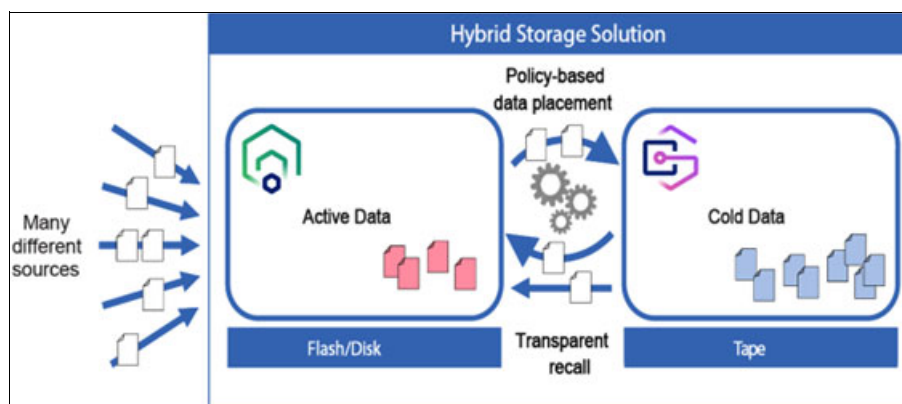 Hybrid Storage Solution
Policy-based
data placement
Many
different
sources
Active Data
Cold Data
Flash/Disk
Transparent
recall
Tape